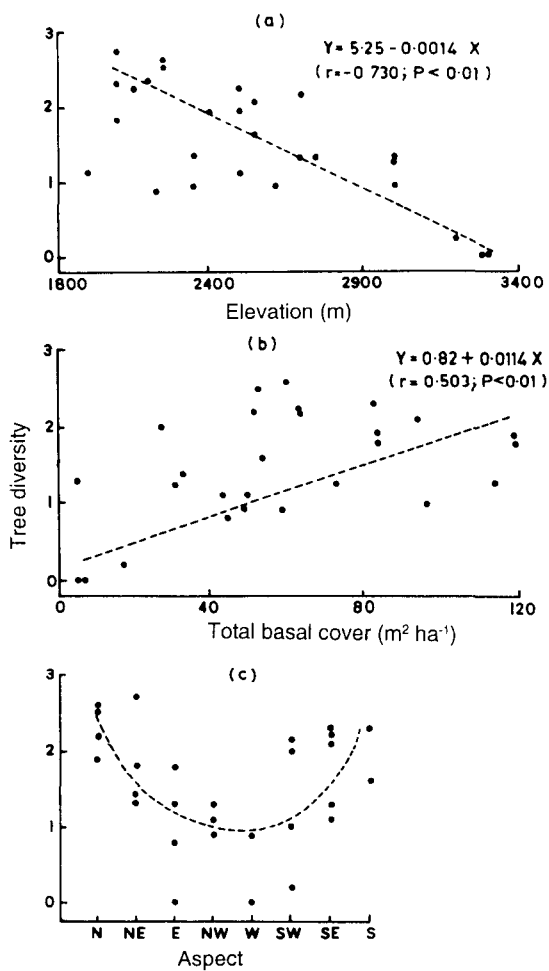 (a)
Y = 5·25 – 0·0014 X
(r=–0·730; P< 0·01)
3
2
1
0
1800 2400 2900 3400
Elevation (m)
(b)
Y = 0·82 + 0·0114 X
(r = 0·503; P<0·01)
3
2
1
0
0 40 80 120
Total basal cover (m² ha⁻¹)
Tree diversity
(c)
3
2
1
0
N NE E NW W SW SE S
Aspect